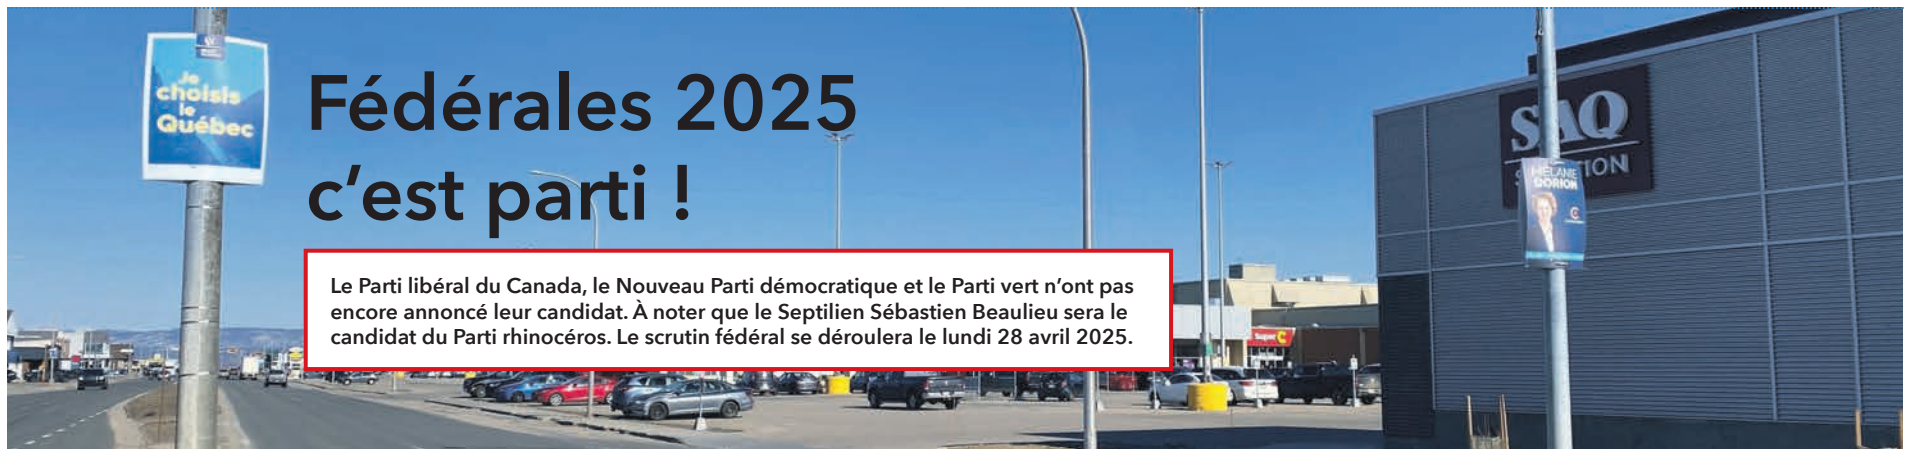 Je
choisis
le
Québec
Fédérales 2025
c’est parti !
Le Parti libéral du Canada, le Nouveau Parti démocratique et le Parti vert n’ont pas
encore annoncé leur candidat. À noter que le Septilien Sébastien Beaulieu sera le
candidat du Parti rhinocéros. Le scrutin fédéral se déroulera le lundi 28 avril 2025.
SAQ
MÉLANIE
DORION
Super C